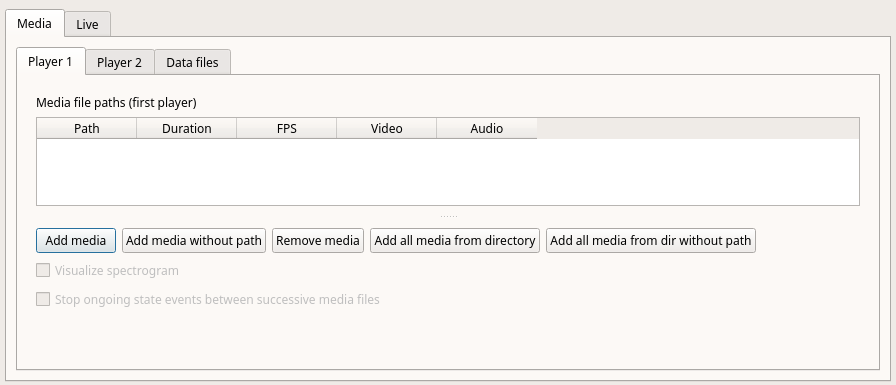 Media Live
Player 1 Player 2 Data files
Media file paths (first player)
Path Duration FPS Video Audio
Add media Add media without path Remove media Add all media from directory Add all media from dir without path
Visualize spectrogram
Stop ongoing state events between successive media files